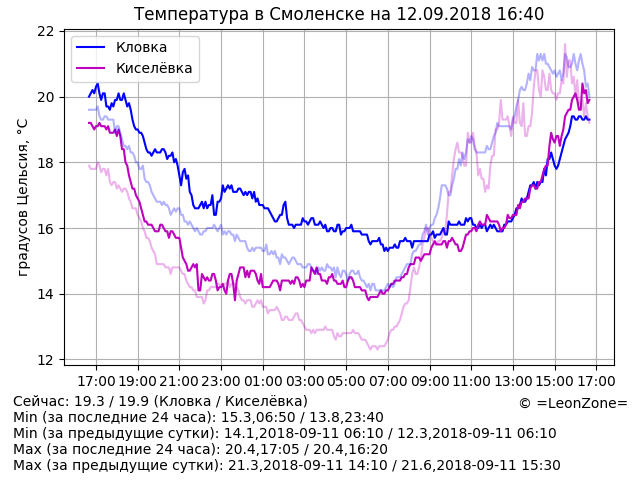 Температура в Смоленске на 12.09.2018 16:40
Кловка
Киселёвка
градусов Цельсия, °C
22
20
18
16
14
12
17:00 19:00 21:00 23:00 01:00 03:00 05:00 07:00 09:00 11:00 13:00 15:00 17:00
Сейчас: 19.3 / 19.9 (Кловка / Киселёвка)
© =LeonZone=
Min (за последние 24 часа): 15.3,06:50 / 13.8,23:40
Min (за предыдущие сутки): 14.1,2018-09-11 06:10 / 12.3,2018-09-11 06:10
Max (за последние 24 часа): 20.4,17:05 / 20.4,16:20
Max (за предыдущие сутки): 21.3,2018-09-11 14:10 / 21.6,2018-09-11 15:30